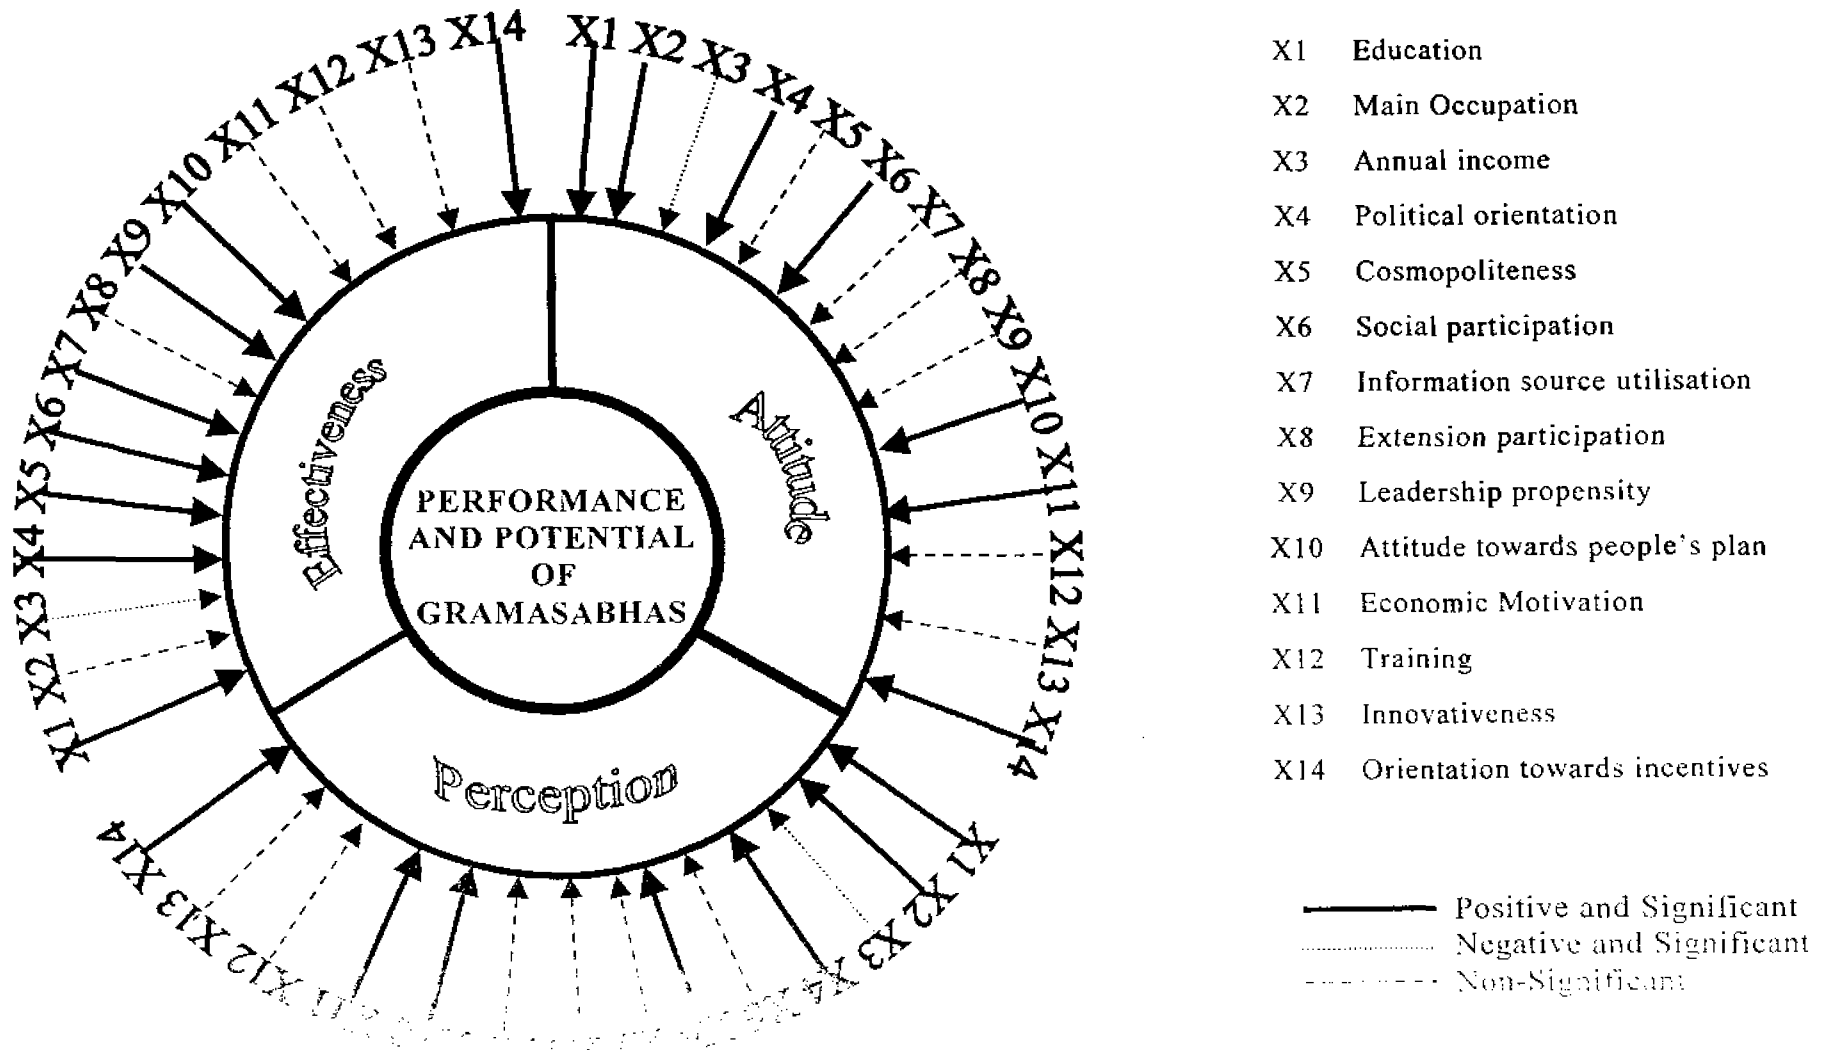 X1 X2 X3 X4 X5 X6 X7 X8 X9 X10 X11 X12 X13 X14
Attitude
X1 X2 X3 X4 X11 X12 X13 X14
Perception
X1 X2 X3 X4 X5 X6 X7 X8 X9 X10 X11 X12 X13 X14
Effectiveness
PERFORMANCE
AND POTENTIAL
OF
GRAMASABHAS
X1 Education
X2 Main Occupation
X3 Annual income
X4 Political orientation
X5 Cosmopoliteness
X6 Social participation
X7 Information source utilisation
X8 Extension participation
X9 Leadership propensity
X10 Attitude towards people's plan
X11 Economic Motivation
X12 Training
X13 Innovativeness
X14 Orientation towards incentives
Positive and Significant
Negative and Significant
Non-Significant